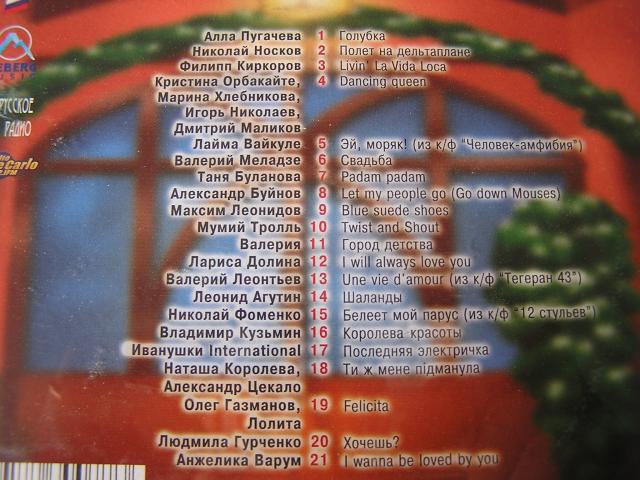 Алла Пугачева 1 Голубка
Николай Носков 2 Полет на дельтаплане
Филипп Киркоров 3 Livin' La Vida Loca
Кристина Орбакайте, 4 Dancing queen
Марина Хлебникова,
Игорь Николаев,
Дмитрий Маликов
Лайма Вайкуле 5 Эй, моряк! (из к/ф "Человек-амфибия")
Валерий Меладзе 6 Свадьба
Таня Буланова 7 Padam padam
Александр Буйнов 8 Let my people go (Go down Mouses)
Максим Леонидов 9 Blue suede shoes
Мумий Тролль 10 Twist and Shout
Валерия 11 Город детства
Лариса Долина 12 I will always love you
Валерий Леонтьев 13 Une vie d'amour (из к/ф "Тегеран 43")
Леонид Агутин 14 Шаланды
Николай Фоменко 15 Белеет мой парус (из к/ф "12 стульев")
Владимир Кузьмин 16 Королева красоты
Иванушки International 17 Последняя электричка
Наташа Королева, 18 Ти ж мене пiдманула
Александр Цекало
Олег Газманов, 19 Felicita
Лолита
Людмила Гурченко 20 Хочешь?
Анжелика Варум 21 I wanna be loved by you
РУССКОЕ
РАДИО